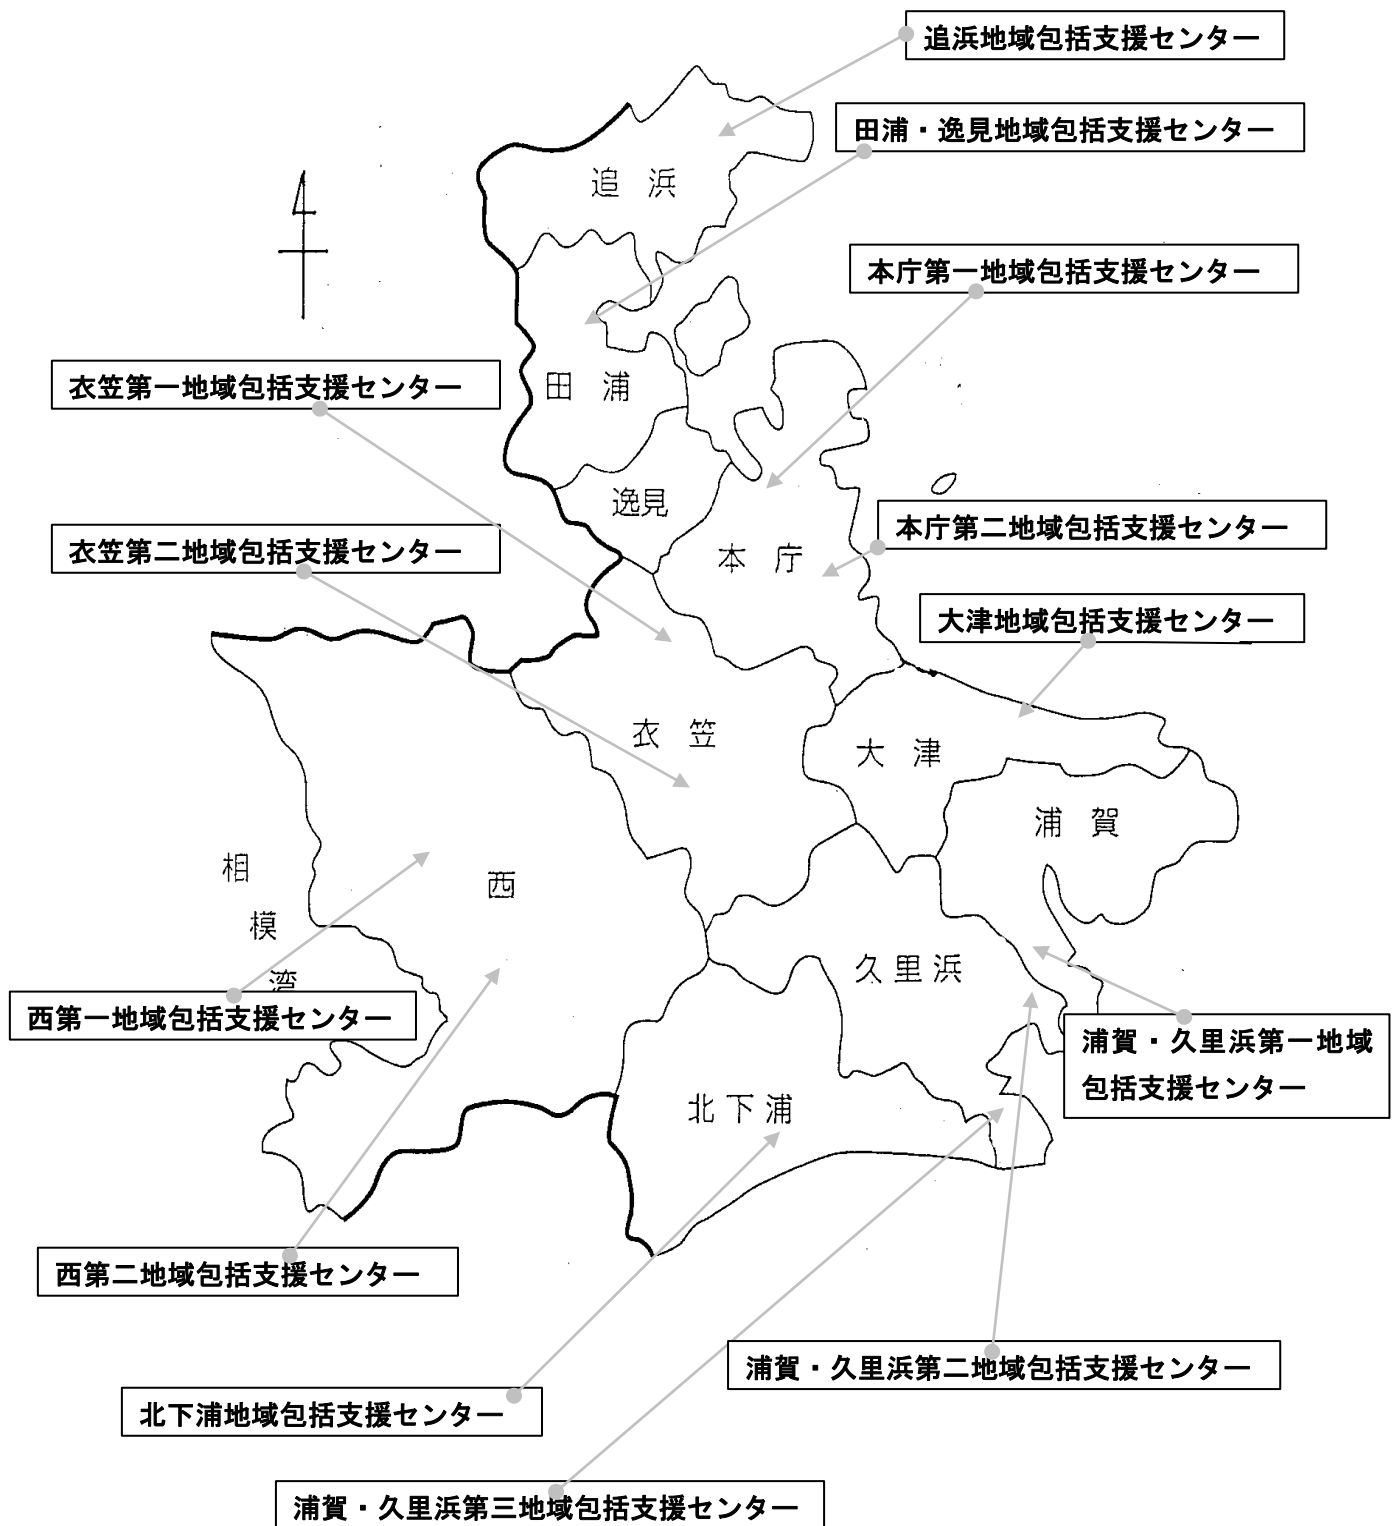 追浜地域包括支援センター
田浦・逸見地域包括支援センター
追 浜
本庁第一地域包括支援センター
衣笠第一地域包括支援センター
田 浦
逸見
本庁第二地域包括支援センター
衣笠第二地域包括支援センター
本 庁
大津地域包括支援センター
衣 笠
大 津
浦 賀
相
模
湾
西
久里浜
西第一地域包括支援センター
浦賀・久里浜第一地域
包括支援センター
北下浦
西第二地域包括支援センター
浦賀・久里浜第二地域包括支援センター
北下浦地域包括支援センター
浦賀・久里浜第三地域包括支援センター